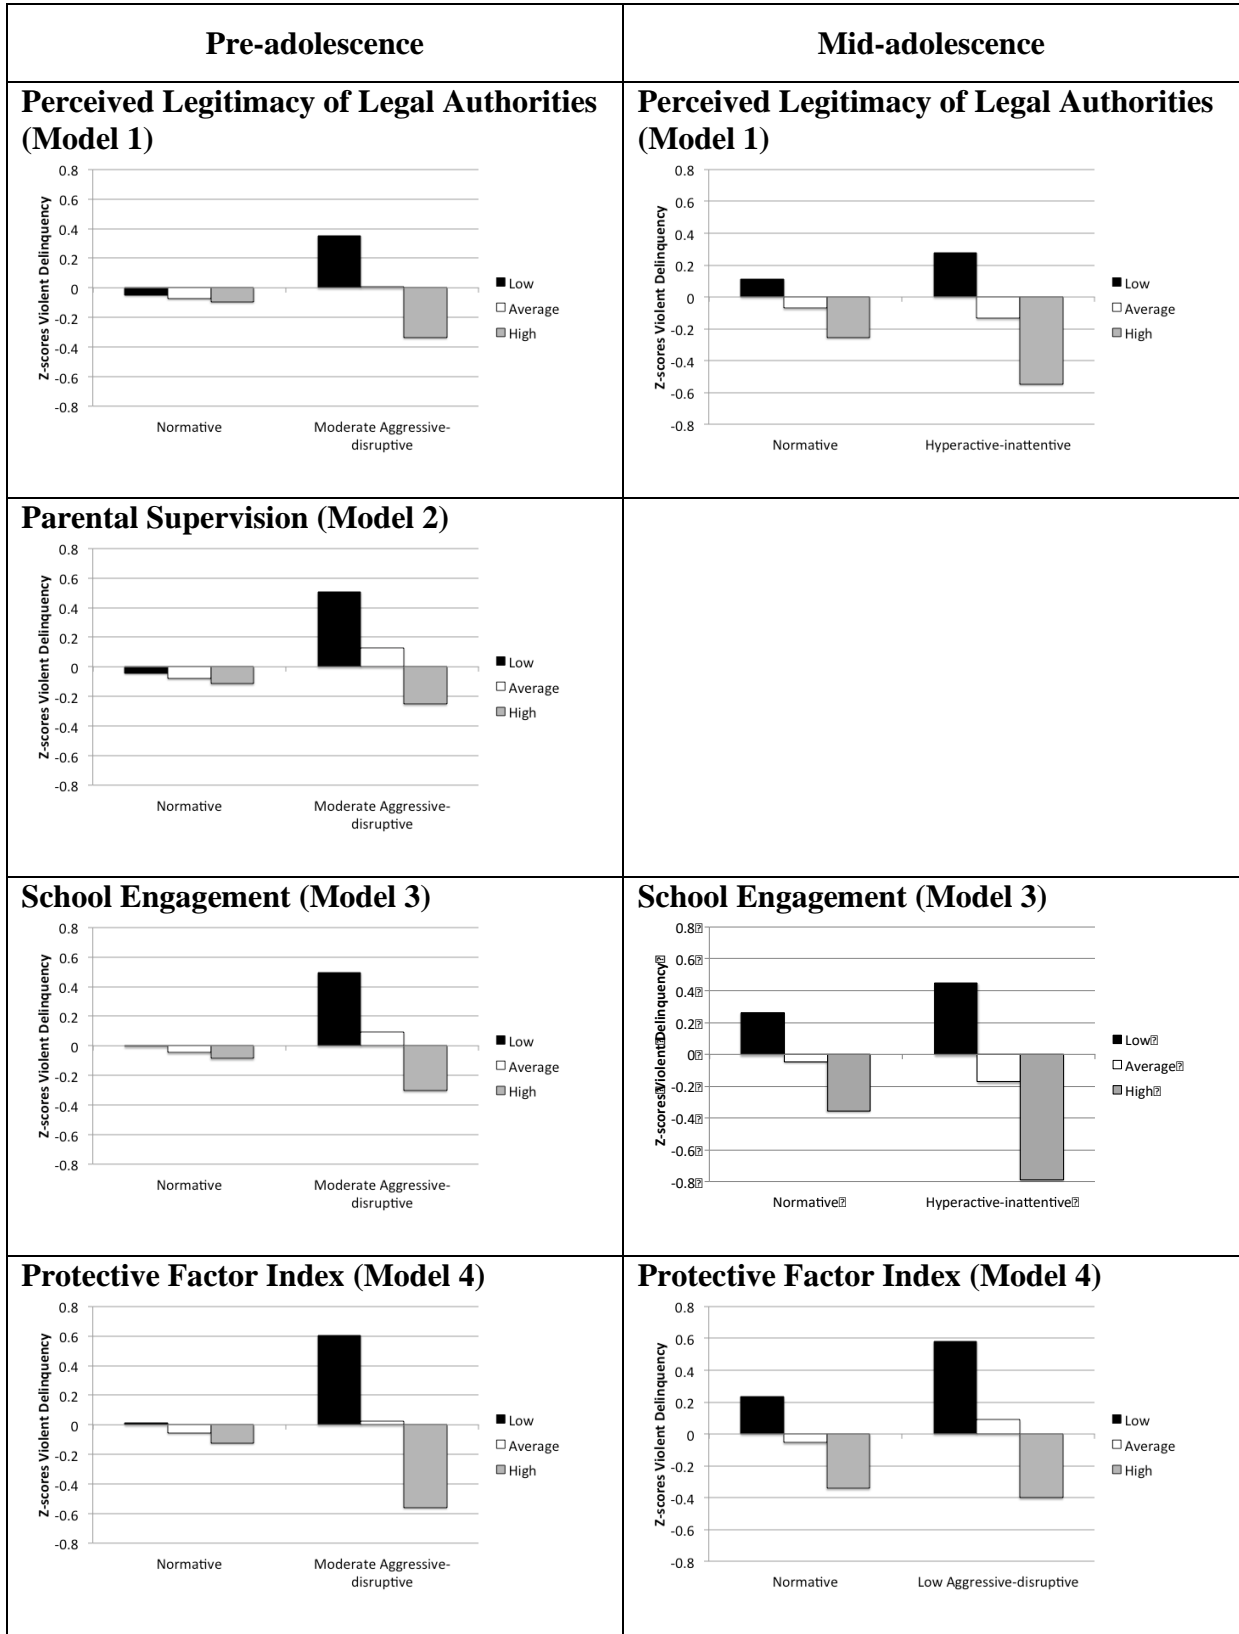 Pre-adolescence
Mid-adolescence
Perceived Legitimacy of Legal Authorities
(Model 1)
Z-scores Violent Delinquency
0.8
0.6
0.4
0.2
0
-0.2
-0.4
-0.6
-0.8
Normative
Moderate Aggressive-
disruptive
Low
Average
High
Perceived Legitimacy of Legal Authorities
(Model 1)
Z-scores Violent Delinquency
0.8
0.6
0.4
0.2
0
-0.2
-0.4
-0.6
-0.8
Normative
Hyperactive-inattentive
Low
Average
High
Parental Supervision (Model 2)
Z-scores Violent Delinquency
0.8
0.6
0.4
0.2
0
-0.2
-0.4
-0.6
-0.8
Normative
Moderate Aggressive-
disruptive
Low
Average
High
School Engagement (Model 3)
Z-scores Violent Delinquency
0.8
0.6
0.4
0.2
0
-0.2
-0.4
-0.6
-0.8
Normative
Moderate Aggressive-
disruptive
Low
Average
High
School Engagement (Model 3)
Z-scores Violent Delinquency
0.8
0.6
0.4
0.2
0
-0.2
-0.4
-0.6
-0.8
Normative
Hyperactive-inattentive
Low
Average
High
Protective Factor Index (Model 4)
Z-scores Violent Delinquency
0.8
0.6
0.4
0.2
0
-0.2
-0.4
-0.6
-0.8
Normative
Moderate Aggressive-
disruptive
Low
Average
High
Protective Factor Index (Model 4)
Z-scores Violent Delinquency
0.8
0.6
0.4
0.2
0
-0.2
-0.4
-0.6
-0.8
Normative
Low Aggressive-disruptive
Low
Average
High